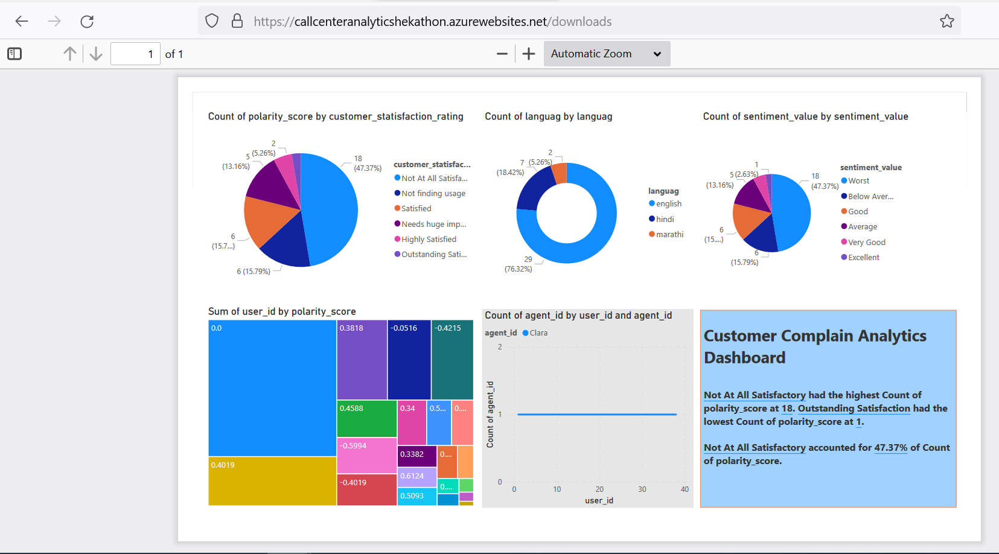 https://callcenteranalyticshekathon.azurewebsites.net/downloads
1 of 1
Automatic Zoom
Count of polarity_score by customer_statisfaction_rating
2
(5.26%)
5
(13.16%)
18
(47.37%)
6
(15.7...)
6 (15.79%)
customer_statisfac...
Not At All Satisfa...
Not finding usage
Satisfied
Needs huge imp...
Highly Satisfied
Outstanding Sati...
Count of languag by languag
2
(5.26%)
7
(18.42%)
29
(76.32%)
languag
english
hindi
marathi
Count of sentiment_value by sentiment_value
1
(2.63%)
5
(13.16%)
18
(47.37%)
6
(15....)
6
(15.79%)
sentiment_value
Worst
Below Aver...
Good
Average
Very Good
Excellent
Sum of user_id by polarity_score
0.0
0.3818
-0.0516
-0.4215
0.4588
0.34
0.5...
0....
-0.5994
0.3382
0....
0.4019
0.6124
-0.4019
0....
0.5093
Count of agent_id by user_id and agent_id
agent_id Clara
Count of agent_id
2
1
0
0 10 20 30 40
user_id
Customer Complain Analytics
Dashboard
Not At All Satisfactory had the highest Count of
polarity_score at 18. Outstanding Satisfaction had the
lowest Count of polarity_score at 1.
Not At All Satisfactory accounted for 47.37% of Count
of polarity_score.